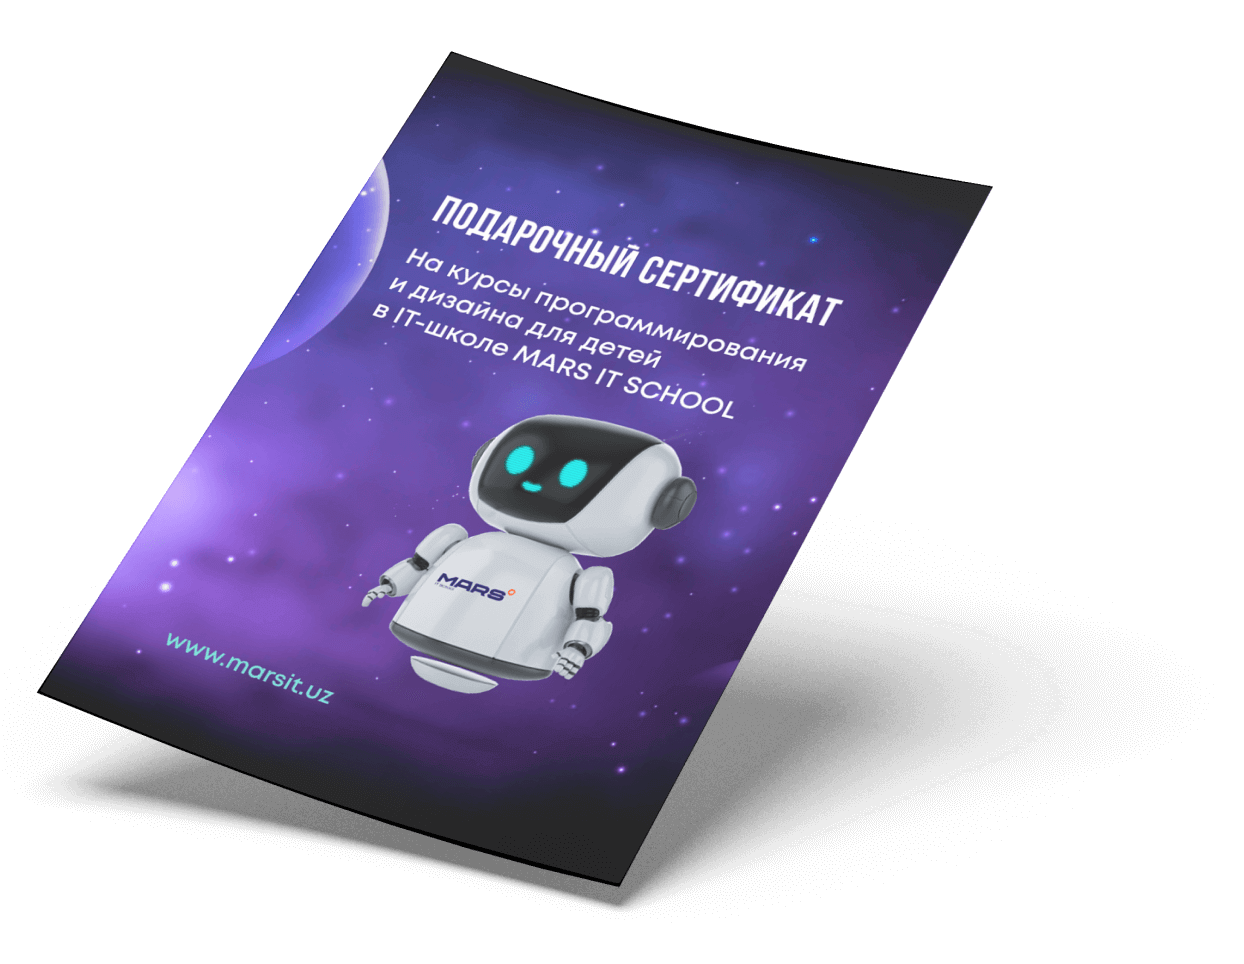 ПОДАРОЧНЫЙ СЕРТИФИКАТ
На курсы программирования
и дизайна для детей
в IT-школе MARS IT SCHOOL
MARS
www.marsit.uz